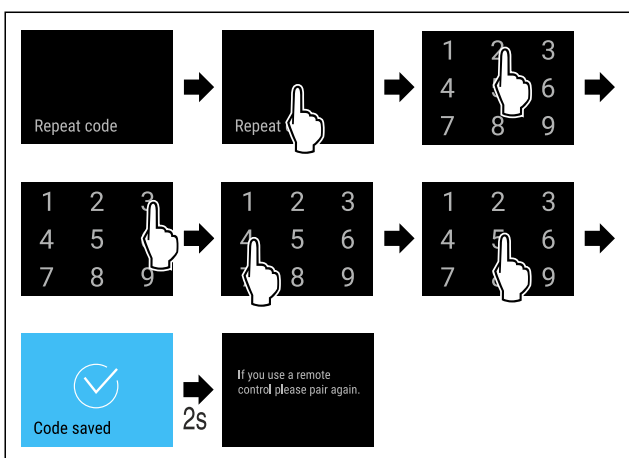 Repeat code
Repeat
1 2 3
4 6
7 8 9
1 2 3
4 5
7 8 9
1 2 3
4 5 6
8 9
1 2 3
4 5 6
7 9
Code saved
2s
If you use a remote
control please pair again.